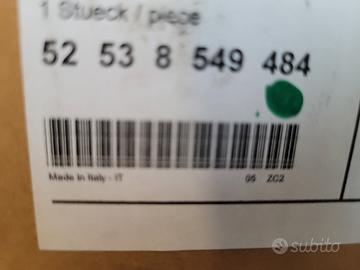 1 Stueck / piece
52 53 8 549 484
Made in Italy - IT 05 ZC2
subito